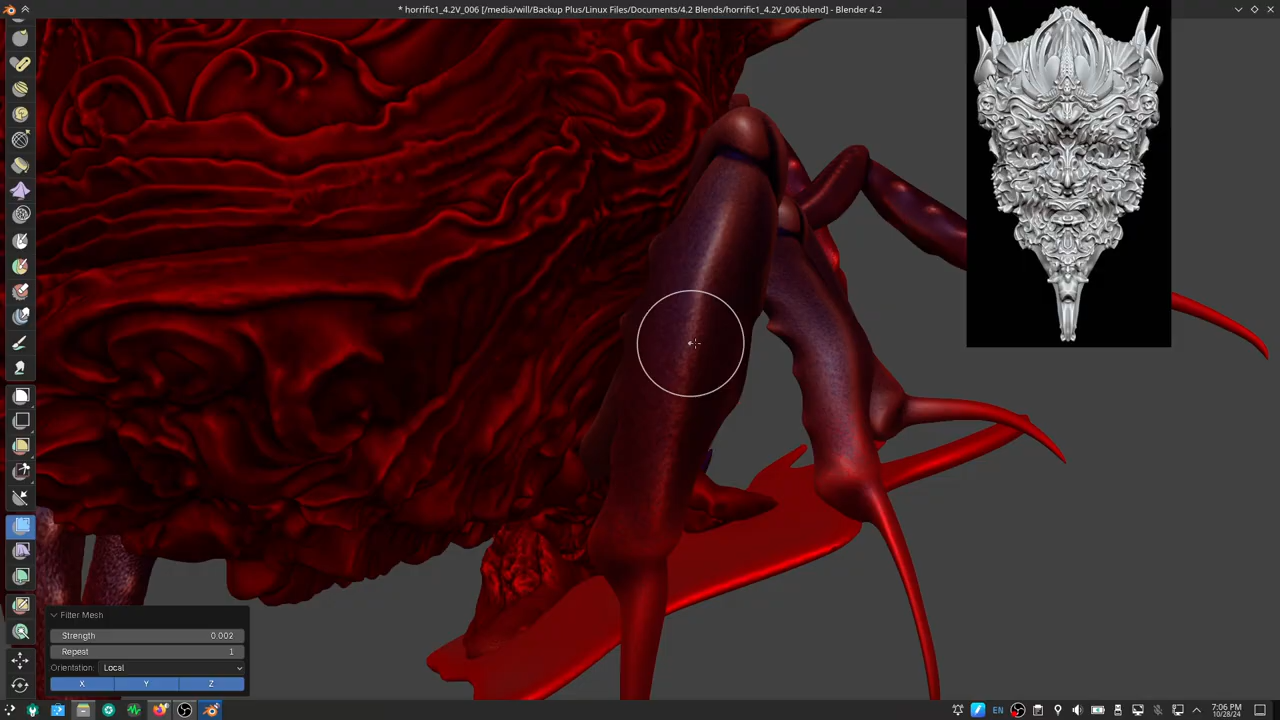 * horrific1_4.2V_006 [/media/will/Backup Plus/Linux Files/Documents/4.2 Blends/horrific1_4.2V_006.blend] - Blender 4.2
Filter Mesh
Strength 0.002
Repeat 1
Orientation: Local
X Y Z
EN
7:06 PM
10/28/24